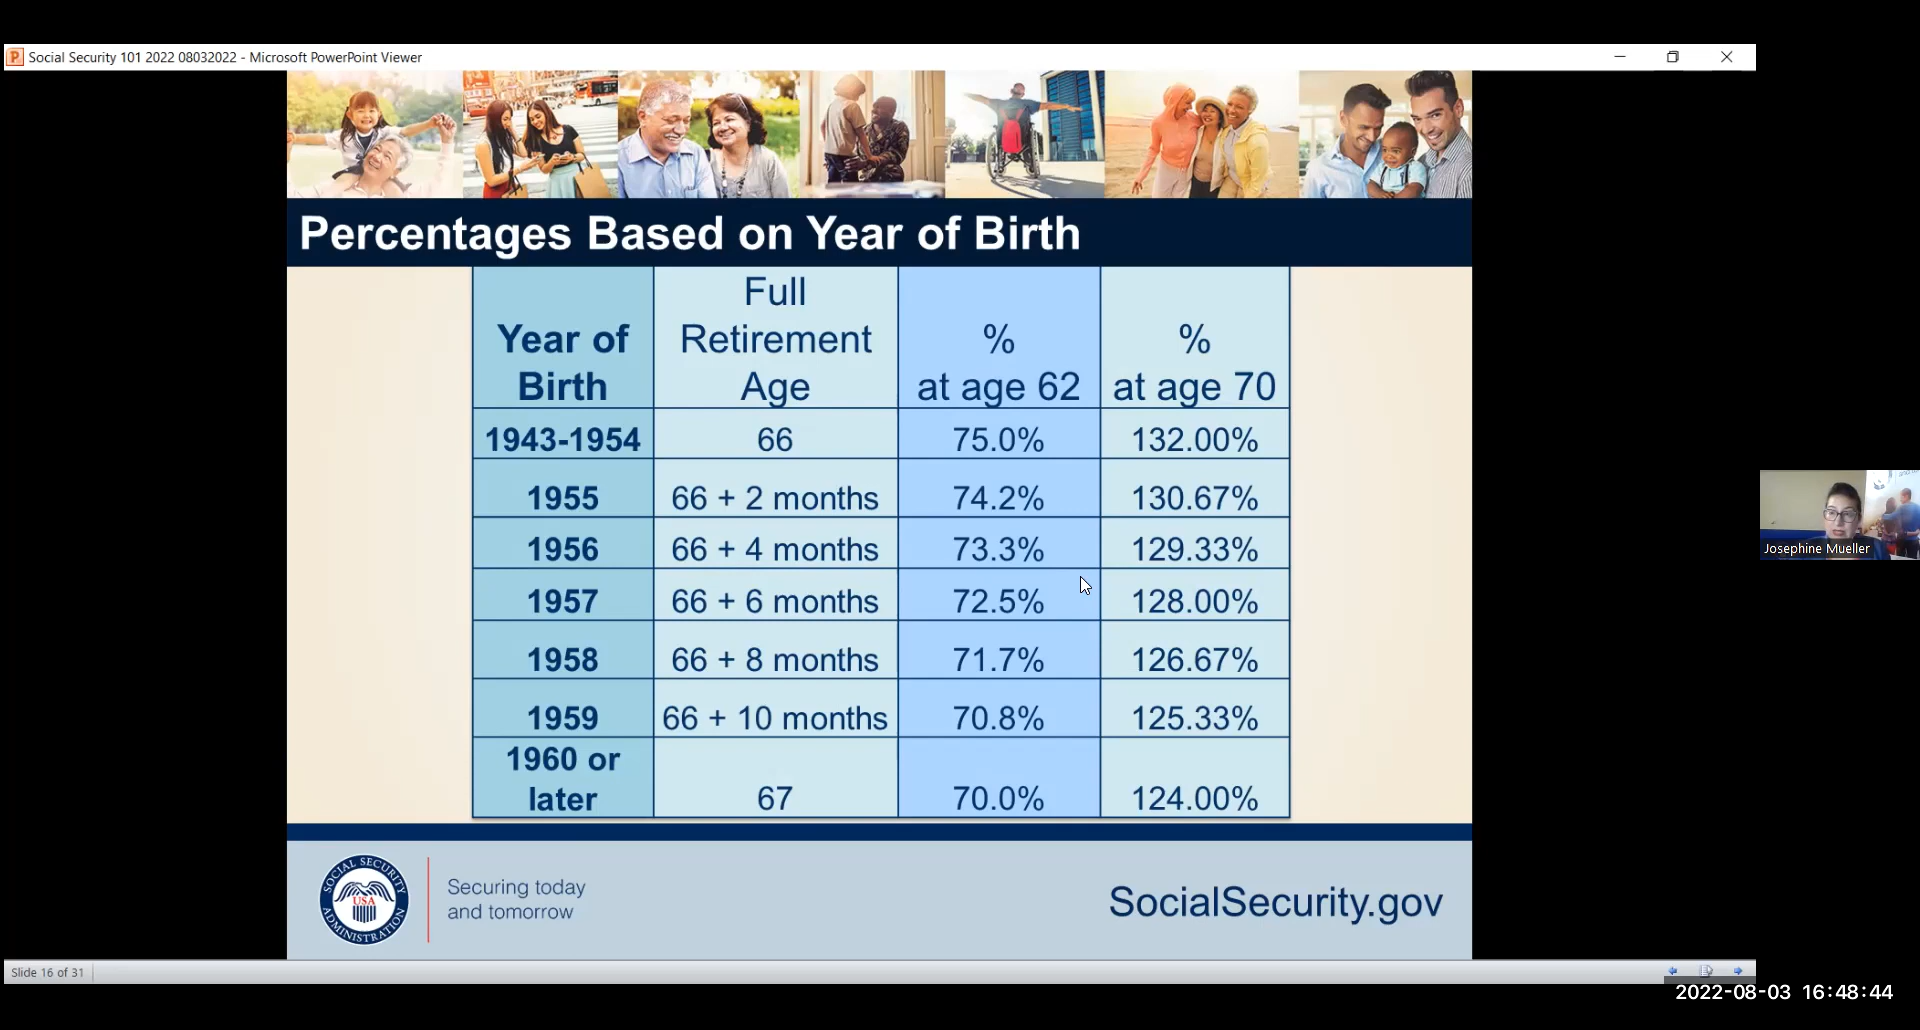 Social Security 101 2022 08032022 - Microsoft PowerPoint Viewer
Percentages Based on Year of Birth
Year of Birth | Full Retirement Age | % at age 62 | % at age 70
1943-1954 | 66 | 75.0% | 132.00%
1955 | 66 + 2 months | 74.2% | 130.67%
1956 | 66 + 4 months | 73.3% | 129.33%
1957 | 66 + 6 months | 72.5% | 128.00%
1958 | 66 + 8 months | 71.7% | 126.67%
1959 | 66 + 10 months | 70.8% | 125.33%
1960 or later | 67 | 70.0% | 124.00%
SOCIAL SECURITY
USA
ADMINISTRATION
Securing today
and tomorrow
SocialSecurity.gov
Josephine Mueller
Slide 16 of 31
2022-08-03 16:48:44